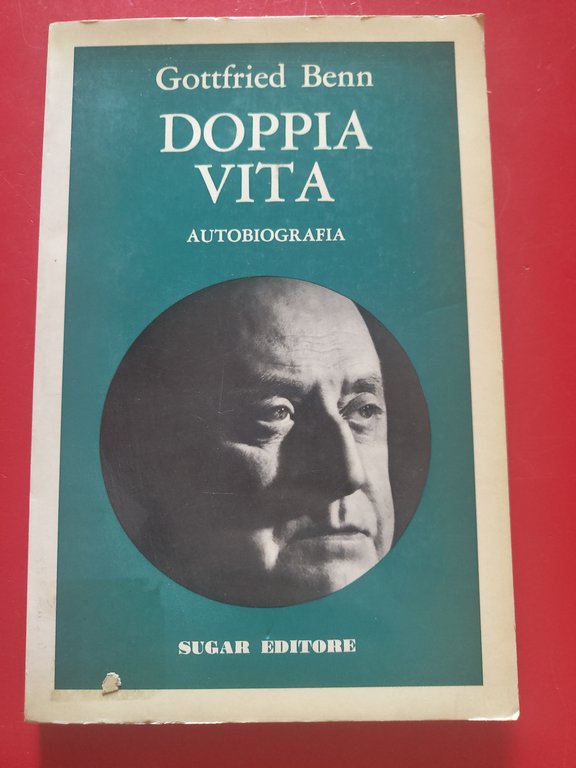 Gottfried Benn
DOPPIA
VITA
AUTOBIOGRAFIA
SUGAR EDITORE